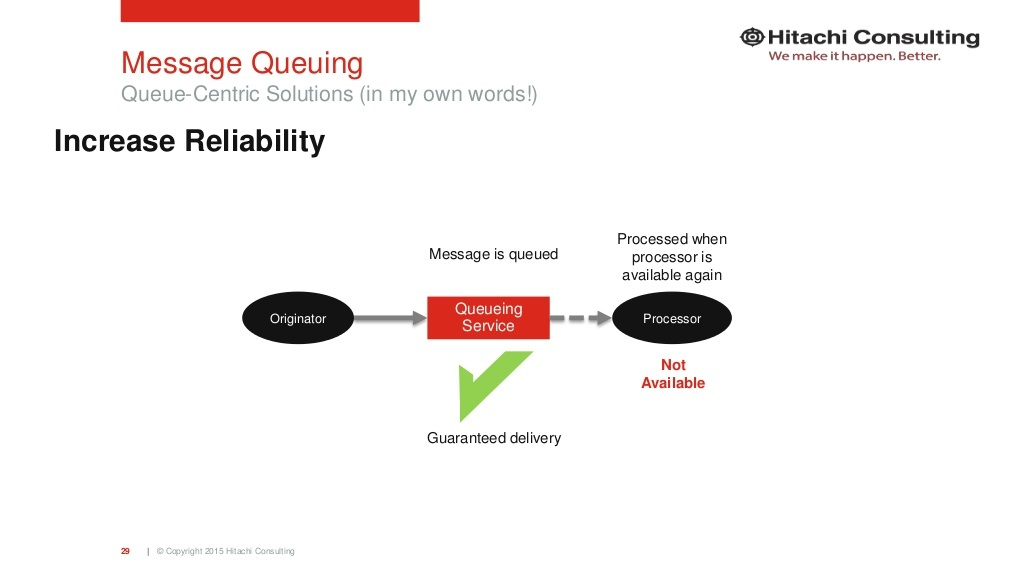 Hitachi Consulting
We make it happen. Better.
Message Queuing
Queue-Centric Solutions (in my own words!)
Increase Reliability
Message is queued
Processed when
processor is
available again
Originator
Queueing
Service
Processor
Not
Available
Guaranteed delivery
29 | © Copyright 2015 Hitachi Consulting